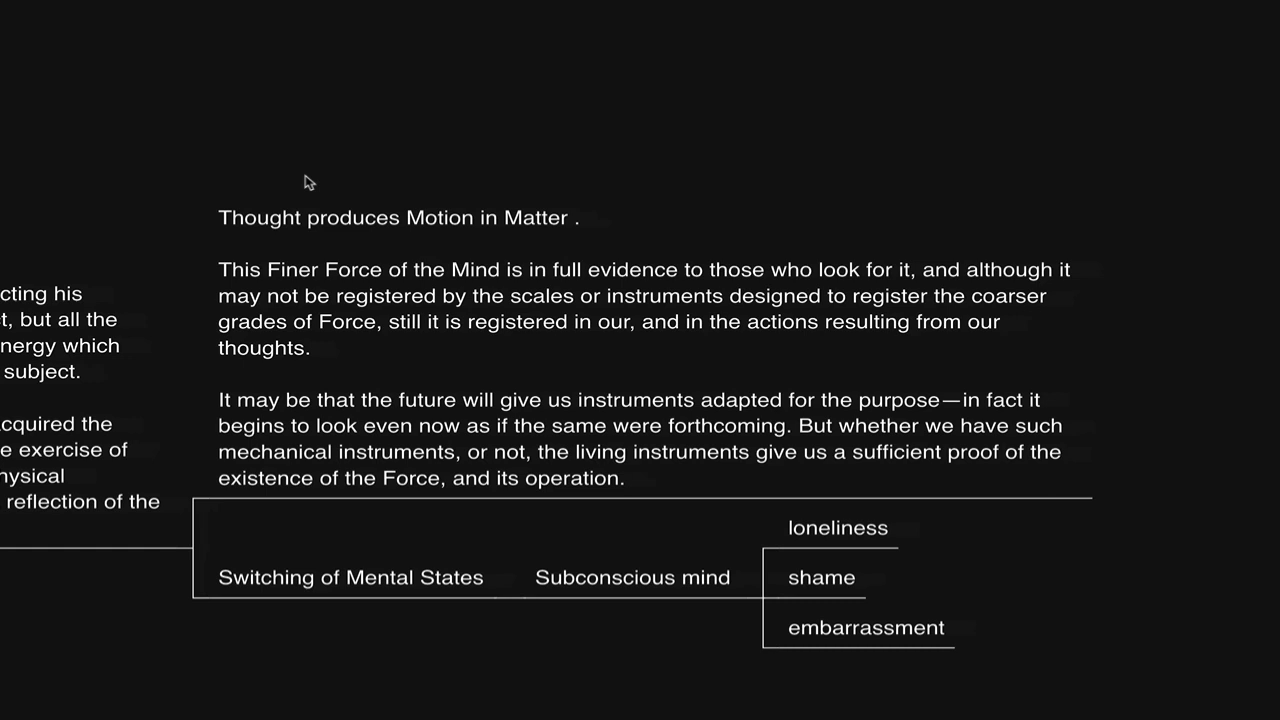 Thought produces Motion in Matter .
This Finer Force of the Mind is in full evidence to those who look for it, and although it
may not be registered by the scales or instruments designed to register the coarser
grades of Force, still it is registered in our, and in the actions resulting from our
thoughts.
It may be that the future will give us instruments adapted for the purpose—in fact it
begins to look even now as if the same were forthcoming. But whether we have such
mechanical instruments, or not, the living instruments give us a sufficient proof of the
existence of the Force, and its operation.
his
but all the
which
subject.
the
exercise of
reflection of the
loneliness
Switching of Mental States
Subconscious mind
shame
embarrassment